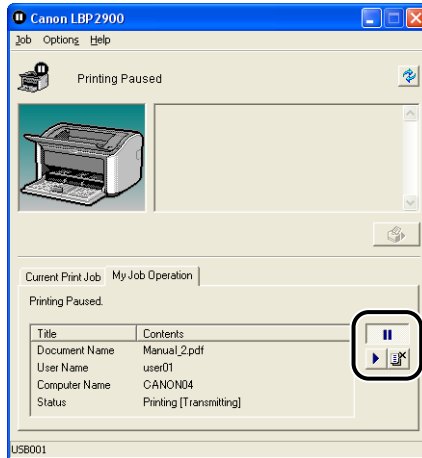 Canon LBP2900
Job Options Help
Printing Paused
Current Print Job My Job Operation
Printing Paused.
Title Contents
Document Name Manual_2.pdf
User Name user01
Computer Name CANON04
Status Printing [Transmitting]
USB001